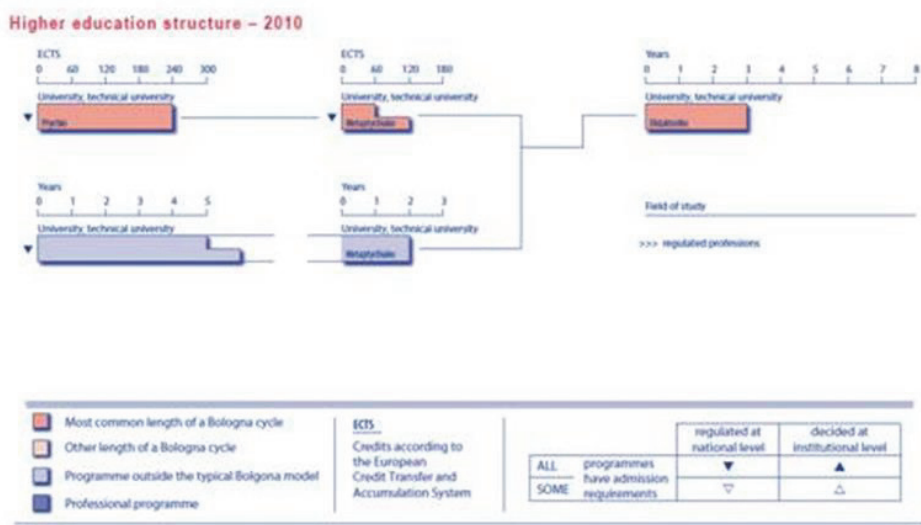 Higher education structure – 2010
ECTS
0 60 120 180 240 300
University, technical university
Ptychio
ECTS
0 60 120 180
University, technical university
Metaptychiako
Years
0 1 2 3 4 5 6 7 8
University, technical university
Years
0 1 2 3 4 5
University, technical university
Years
0 1 2 3
University, technical university
Metaptychiako
Field of study
>>> regulated professions
Most common length of a Bologna cycle
Other length of a Bologna cycle
Programme outside the typical Bolgona model
Professional programme
ECTS
Credits according to
the European
Credit Transfer and
Accumulation System
regulated at
national level
decided at
institutional level
ALL
SOME
programmes
have admission
requirements